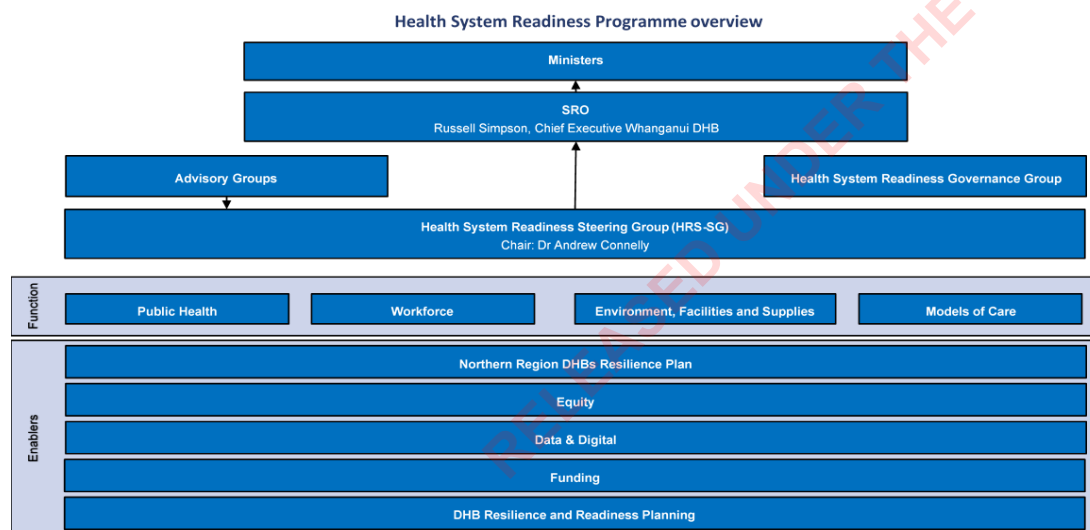 Health System Readiness Programme overview
Ministers
SRO
Russell Simpson, Chief Executive Whanganui DHB
Advisory Groups
Health System Readiness Governance Group
Health System Readiness Steering Group (HRS-SG)
Chair: Dr Andrew Connelly
Function
Public Health
Workforce
Environment, Facilities and Supplies
Models of Care
Enablers
Northern Region DHBs Resilience Plan
Equity
Data & Digital
Funding
DHB Resilience and Readiness Planning
RELEASED UNDER THE